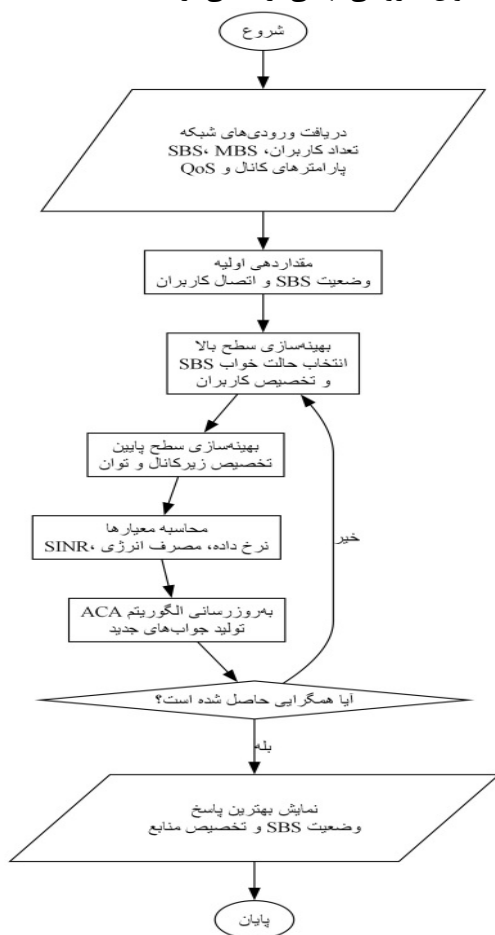 شروع
دریافت ورودی‌های شبکه
تعداد کاربران، SBS، MBS
پارامترهای کانال و QoS
مقداردهی اولیه
وضعیت SBS و اتصال کاربران
بهینه‌سازی سطح بالا
انتخاب حالت خواب SBS
و تخصیص کاربران
بهینه‌سازی سطح پایین
تخصیص زیرکانال و توان
محاسبه معیارها
نرخ داده، مصرف انرژی، SINR
به‌روزرسانی الگوریتم ACA
تولید جواب‌های جدید
آیا همگرایی حاصل شده است؟
خیر
بله
نمایش بهترین پاسخ
وضعیت SBS و تخصیص منابع
پایان